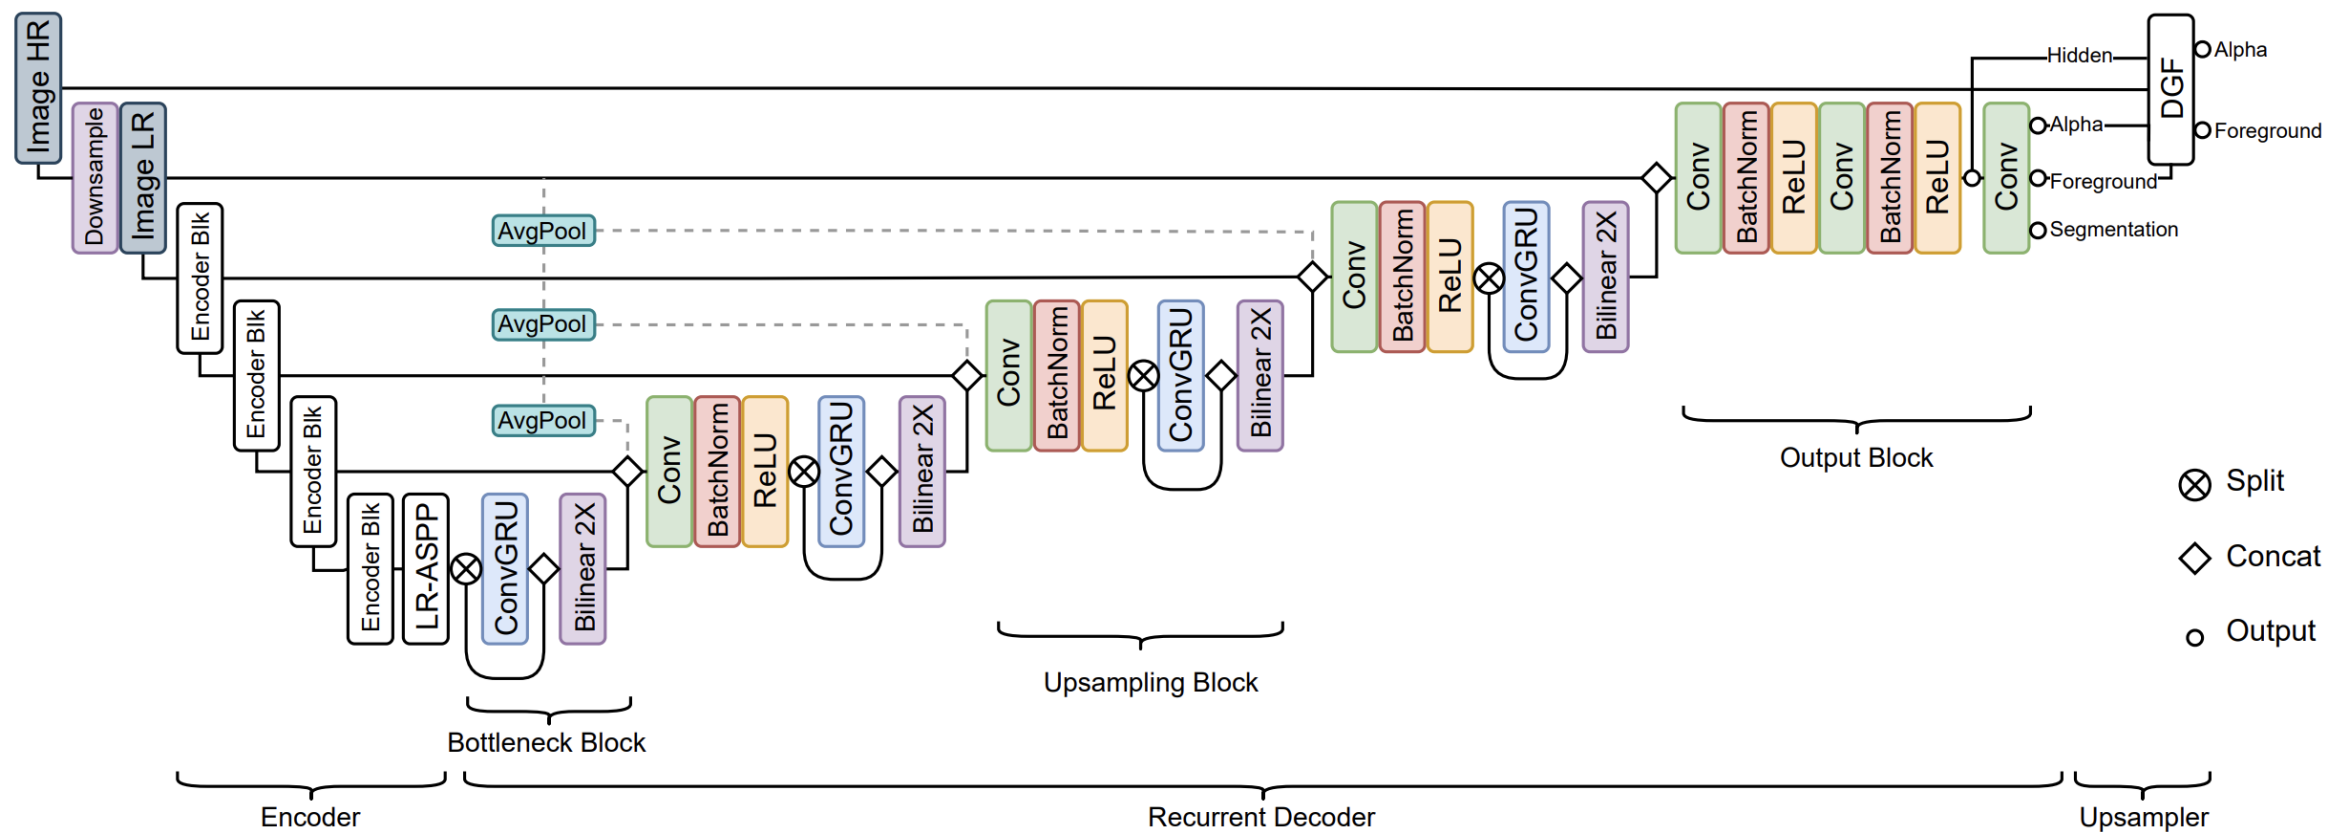 Image HR
Downsample
Image LR
Encoder Blk
Encoder Blk
Encoder Blk
Encoder Blk
LR-ASPP
ConvGRU
Bilinear 2X
AvgPool
AvgPool
AvgPool
Conv
BatchNorm
ReLU
ConvGRU
Bilinear 2X
Conv
BatchNorm
ReLU
ConvGRU
Bilinear 2X
Conv
BatchNorm
ReLU
ConvGRU
Bilinear 2X
Conv
BatchNorm
ReLU
Conv
BatchNorm
ReLU
Conv
Hidden
Alpha
Foreground
Segmentation
DGF
Alpha
Foreground
Output Block
Split
Concat
Output
Upsampling Block
Bottleneck Block
Encoder
Recurrent Decoder
Upsampler